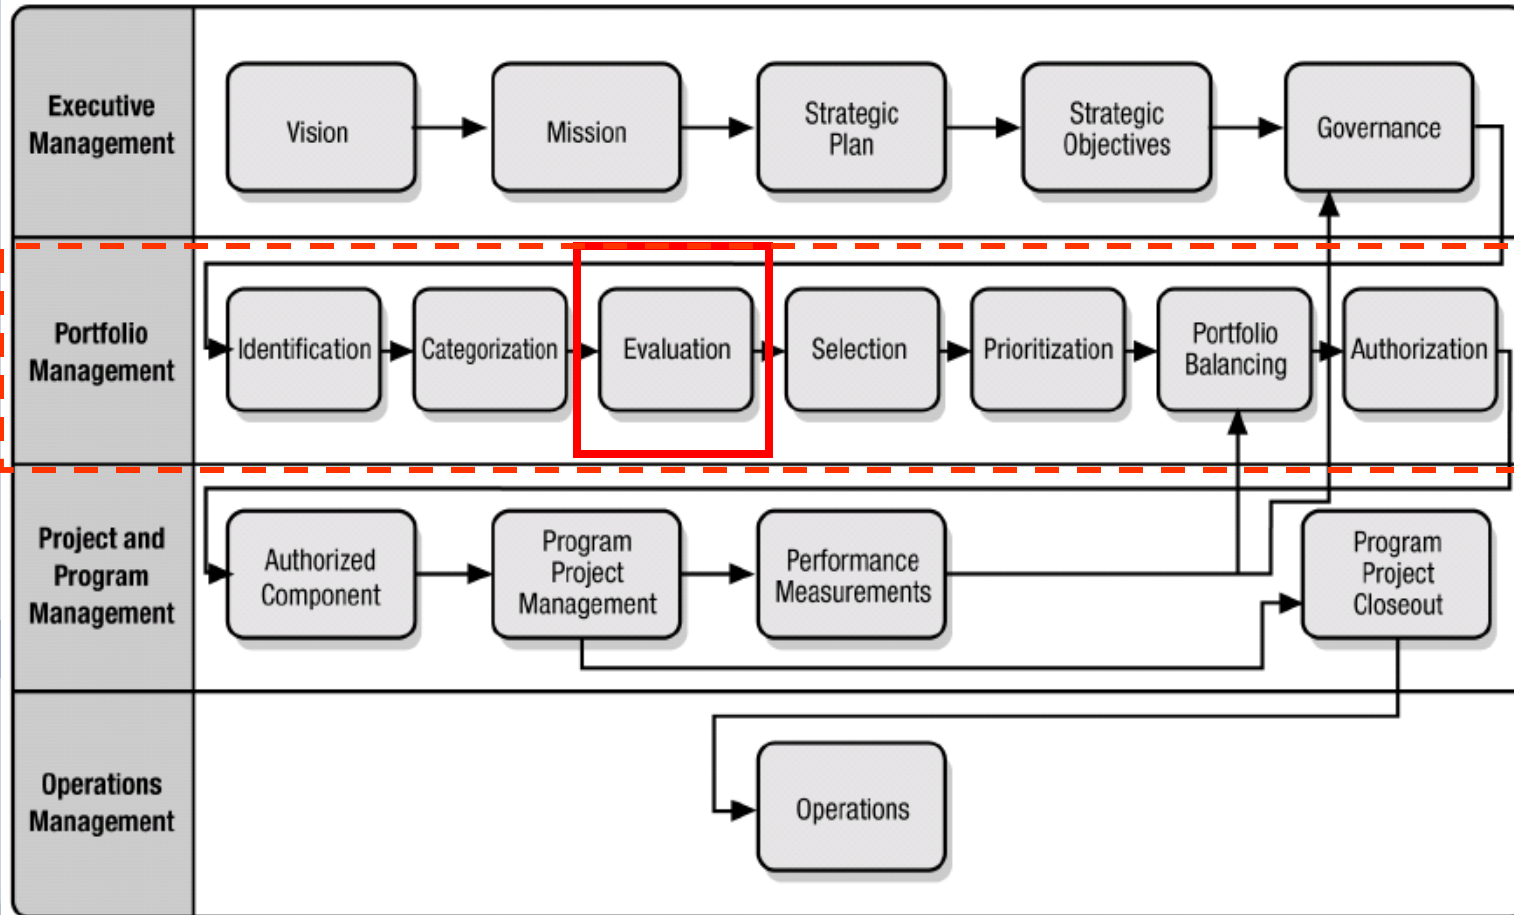 Executive
Management
Vision
Mission
Strategic
Plan
Strategic
Objectives
Governance
Portfolio
Management
Identification
Categorization
Evaluation
Selection
Prioritization
Portfolio
Balancing
Authorization
Project and
Program
Management
Authorized
Component
Program
Project
Management
Performance
Measurements
Program
Project
Closeout
Operations
Management
Operations